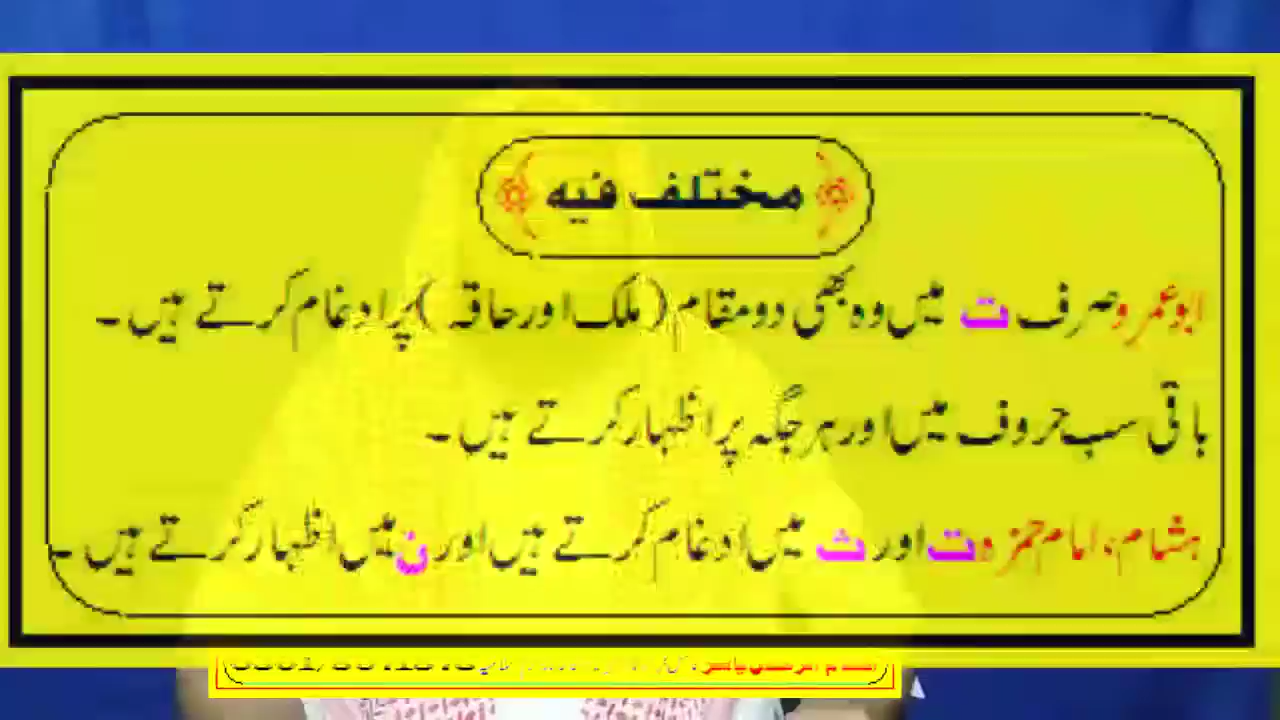 مختلف فیه
ابوعمرو صرف ت میں وہ بھی دو مقام (ملک اور حاقہ) پر ادغام کرتے ہیں۔
باقی سب حروف میں اور ہر جگہ پر اظہار کرتے ہیں۔
ہشام، امام حمزہ ت اور ث میں ادغام کرتے ہیں اور ن میں اظہار کرتے ہیں۔